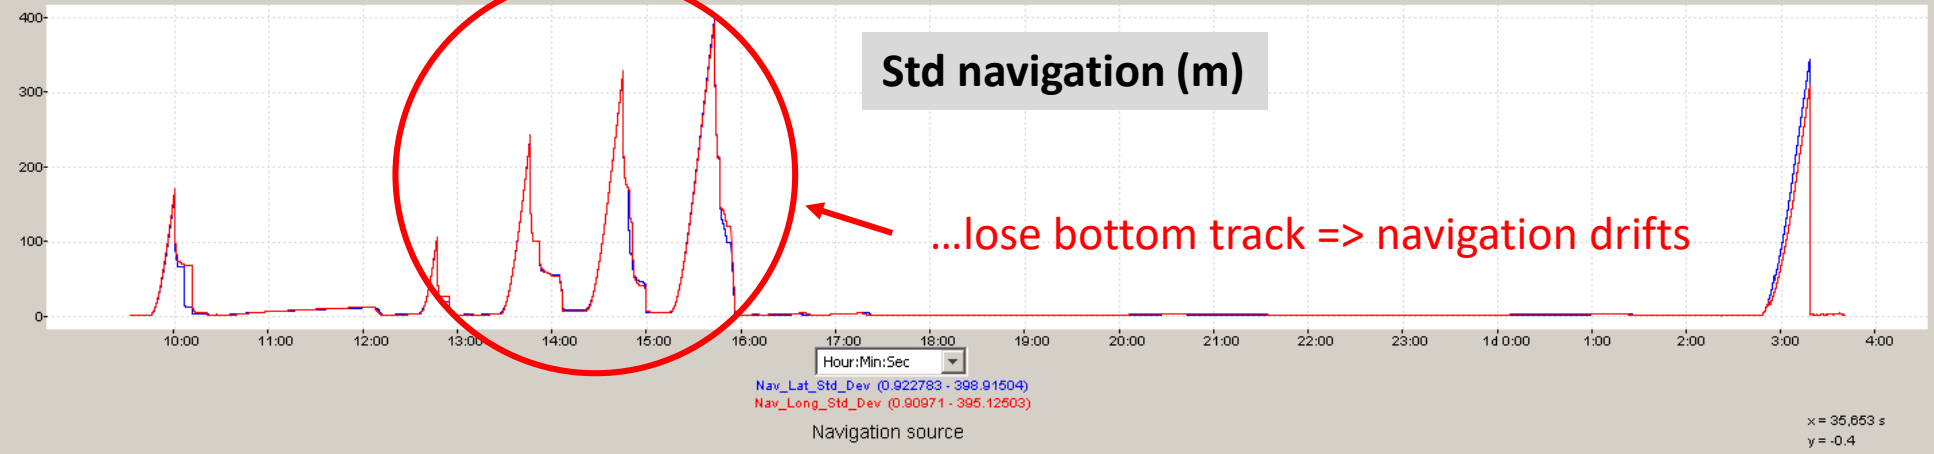 400
Std navigation (m)
300
200
...lose bottom track => navigation drifts
100
0
10:00 11:00 12:00 13:00 14:00 15:00 16:00 17:00 18:00 19:00 20:00 21:00 22:00 23:00 1d 0:00 1:00 2:00 3:00 4:00
Hour:Min:Sec
Nav_Lat_Std_Dev (0.922783 - 398.91504)
Nav_Long_Std_Dev (0.90971 - 395.12503)
Navigation source
x = 35,653 s
y = -0.4